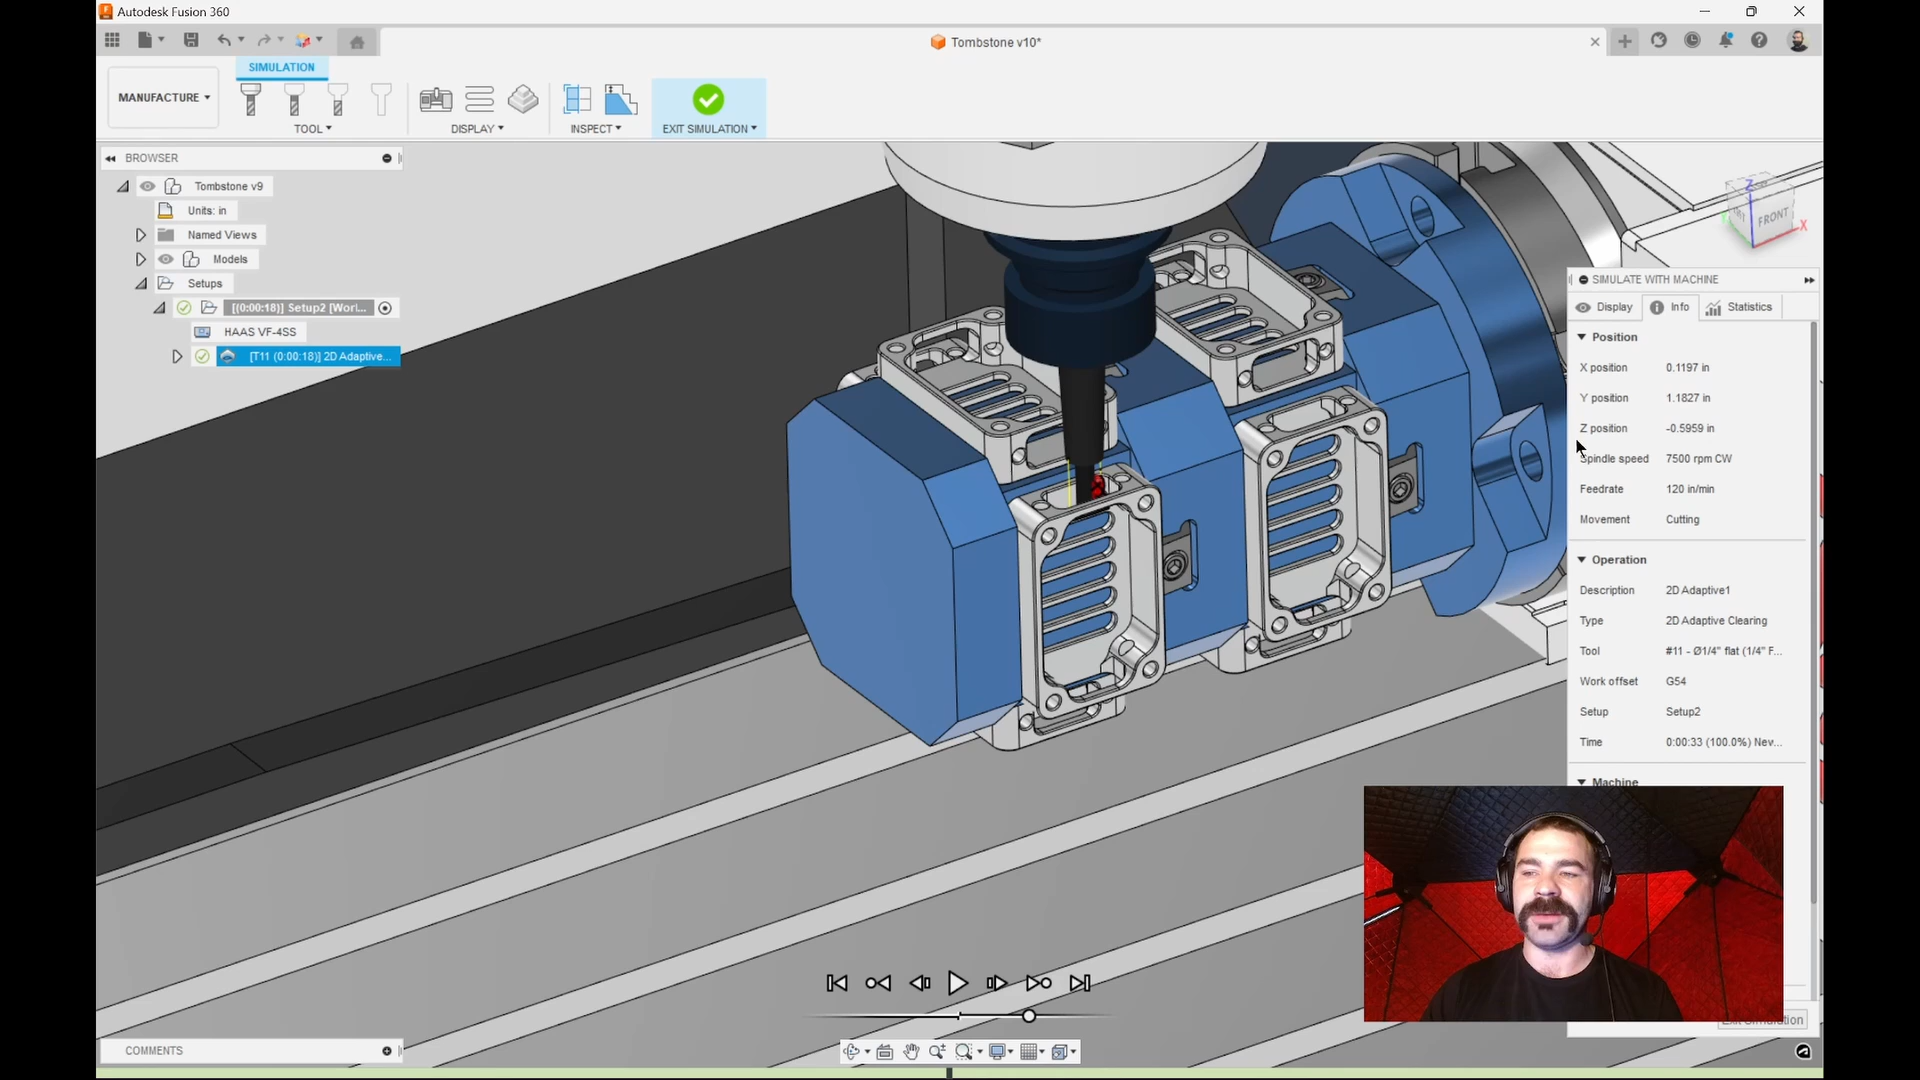 Autodesk Fusion 360
Tombstone v10*
SIMULATION
MANUFACTURE
TOOL
DISPLAY
INSPECT
EXIT SIMULATION
BROWSER
Tombstone v9
Units: in
Named Views
Models
Setups
[(0:00:18)] Setup2 [Worl...
HAAS VF-4SS
[T11 (0:00:18)] 2D Adaptive...
Z
FRONT
X
SIMULATE WITH MACHINE
Display Info Statistics
Position
X position 0.1197 in
Y position 1.1827 in
Z position -0.5959 in
Spindle speed 7500 rpm CW
Feedrate 120 in/min
Movement Cutting
Operation
Description 2D Adaptive1
Type 2D Adaptive Clearing
Tool #11 - Ø1/4" flat (1/4" F...
Work offset G54
Setup Setup2
Time 0:00:33 (100.0%) Nev...
Machine
Exit Simulation
COMMENTS